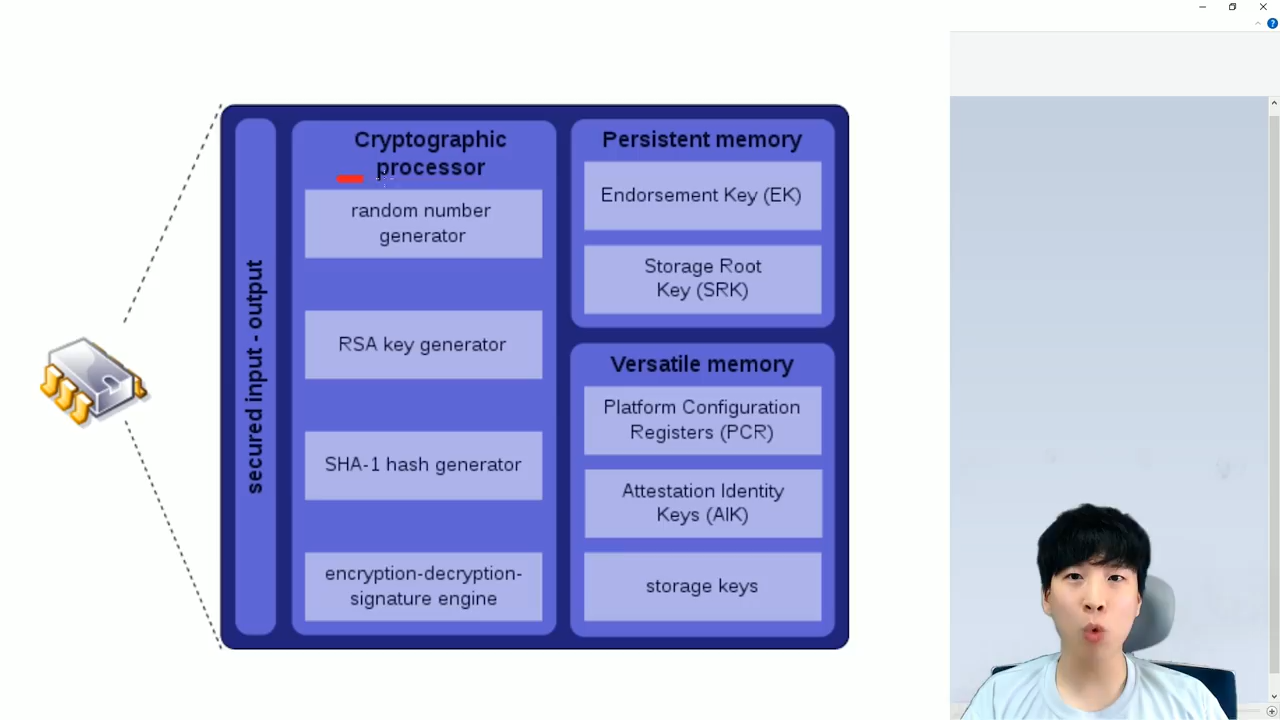 secured input - output
Cryptographic
processor
random number
generator
RSA key generator
SHA-1 hash generator
encryption-decryption-
signature engine
Persistent memory
Endorsement Key (EK)
Storage Root
Key (SRK)
Versatile memory
Platform Configuration
Registers (PCR)
Attestation Identity
Keys (AIK)
storage keys